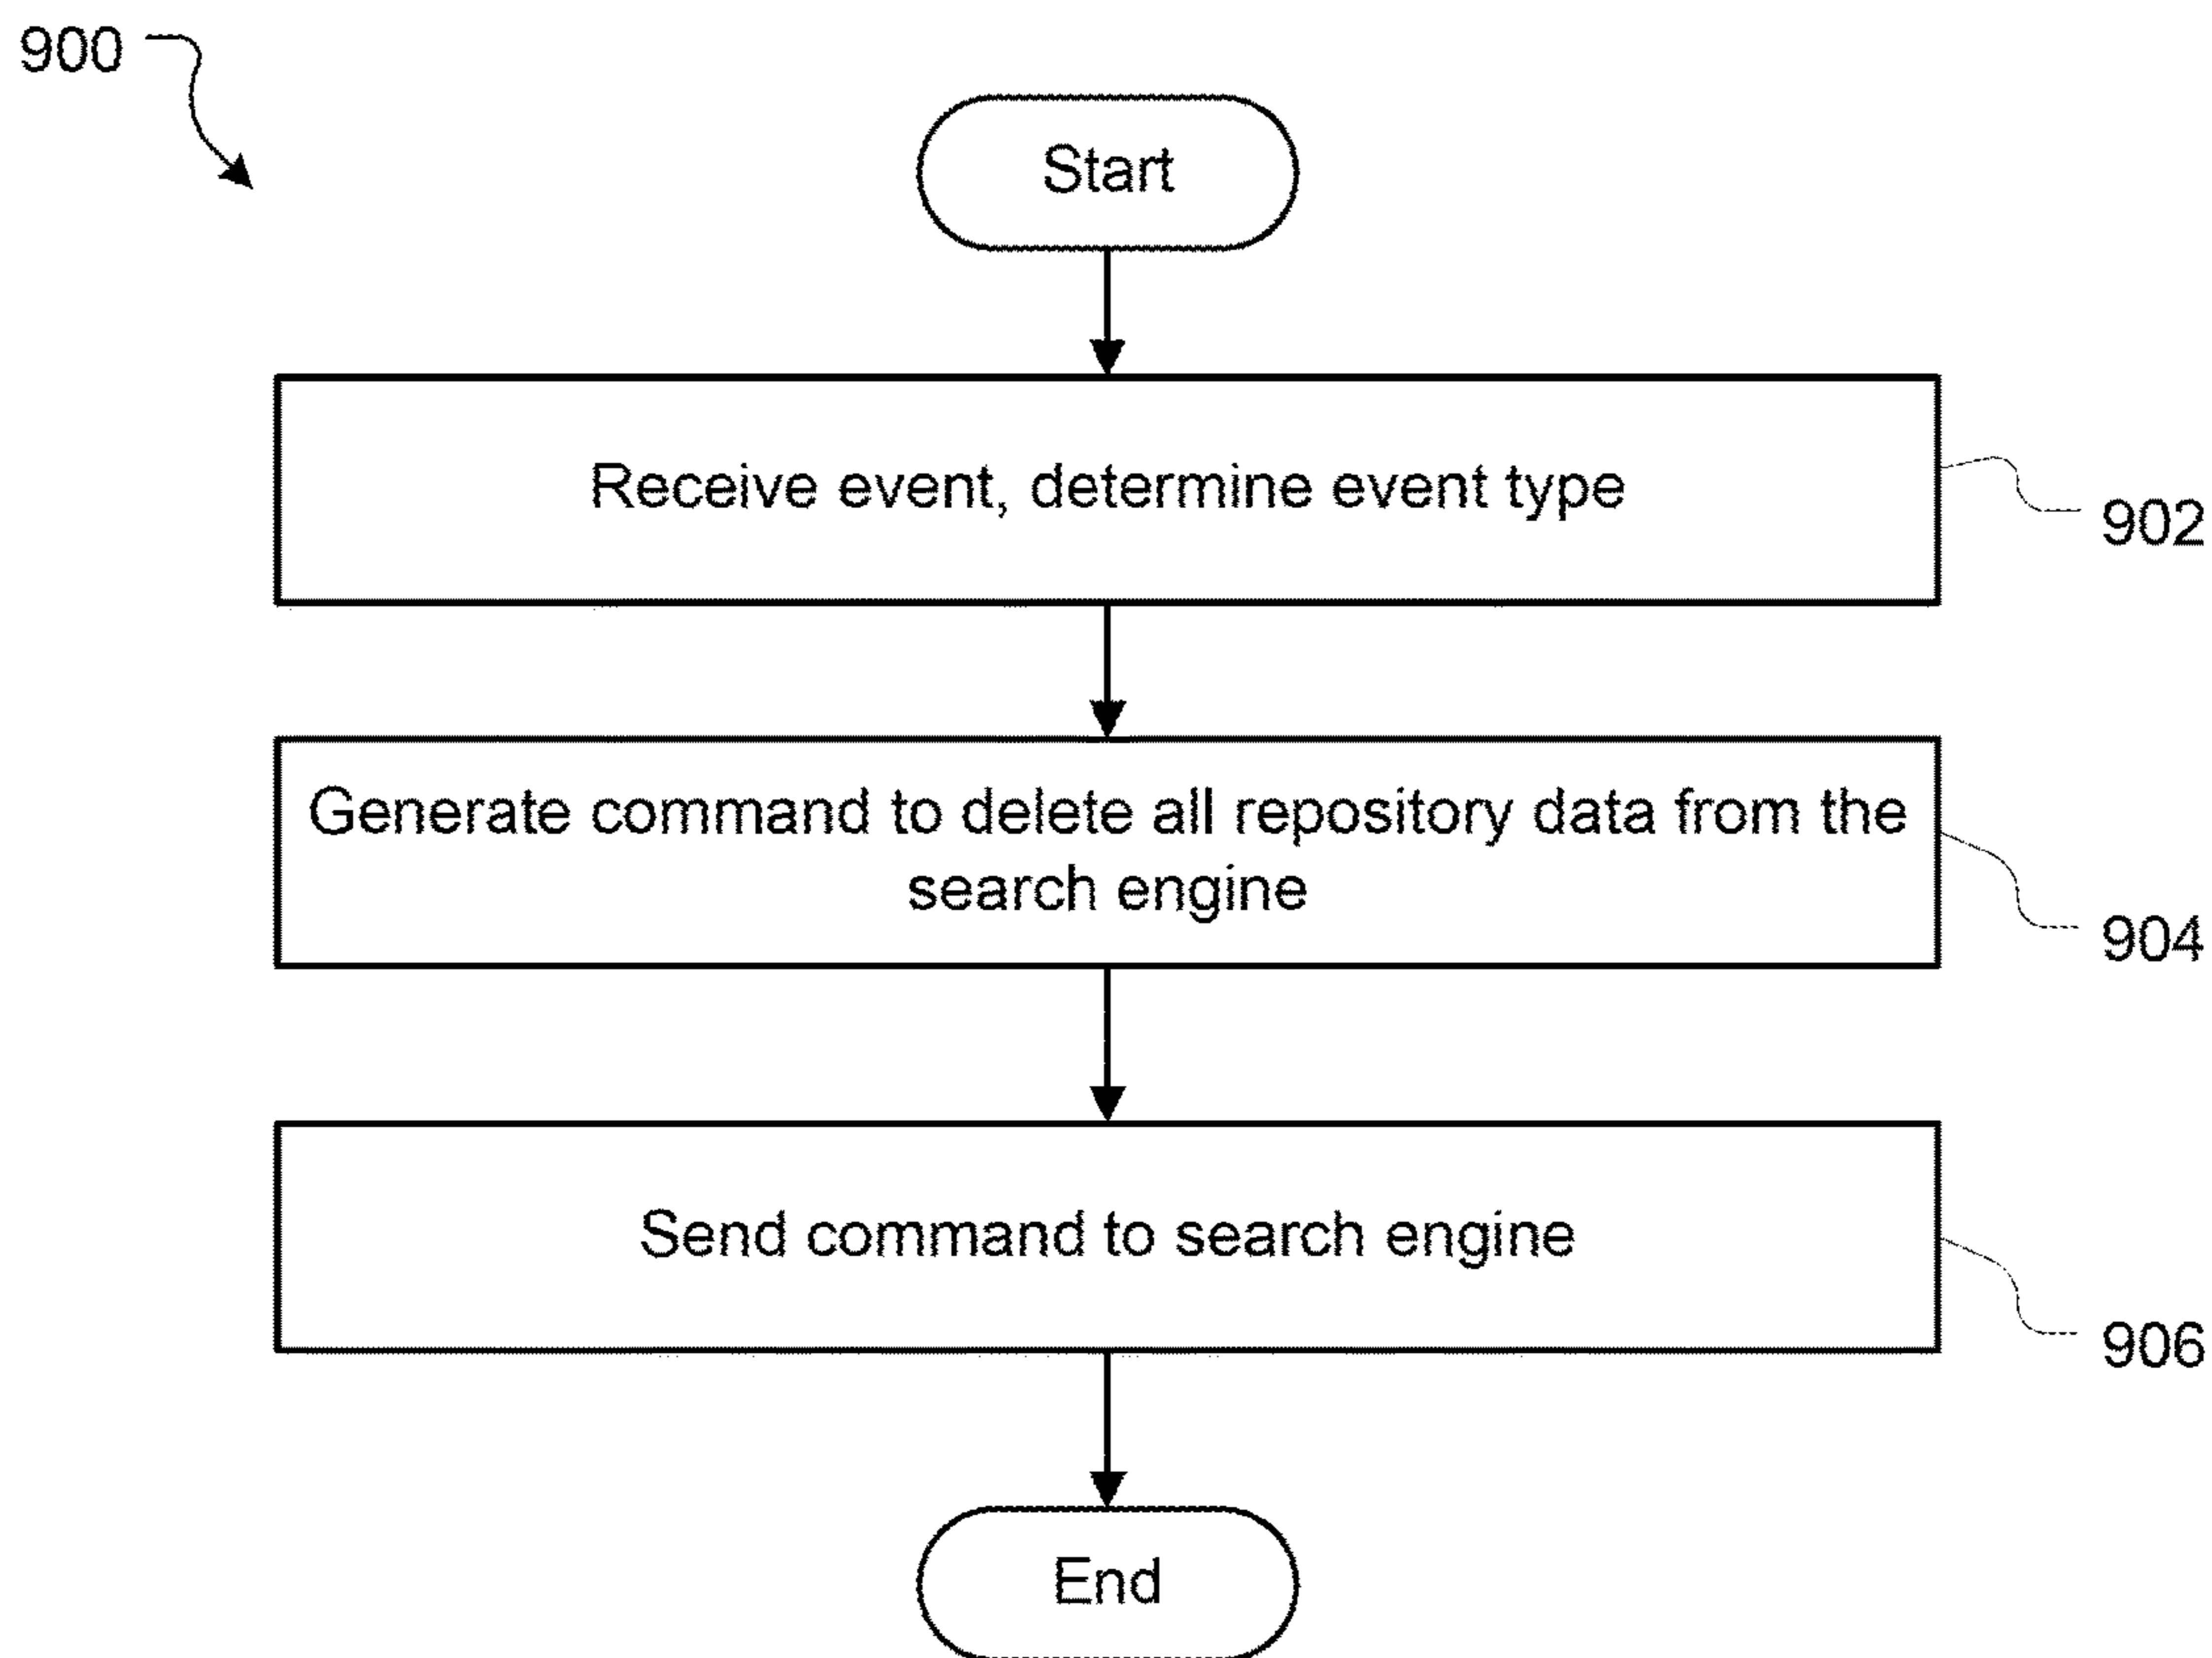 900
Start
Receive event, determine event type
902
Generate command to delete all repository data from the
search engine
904
Send command to search engine
906
End